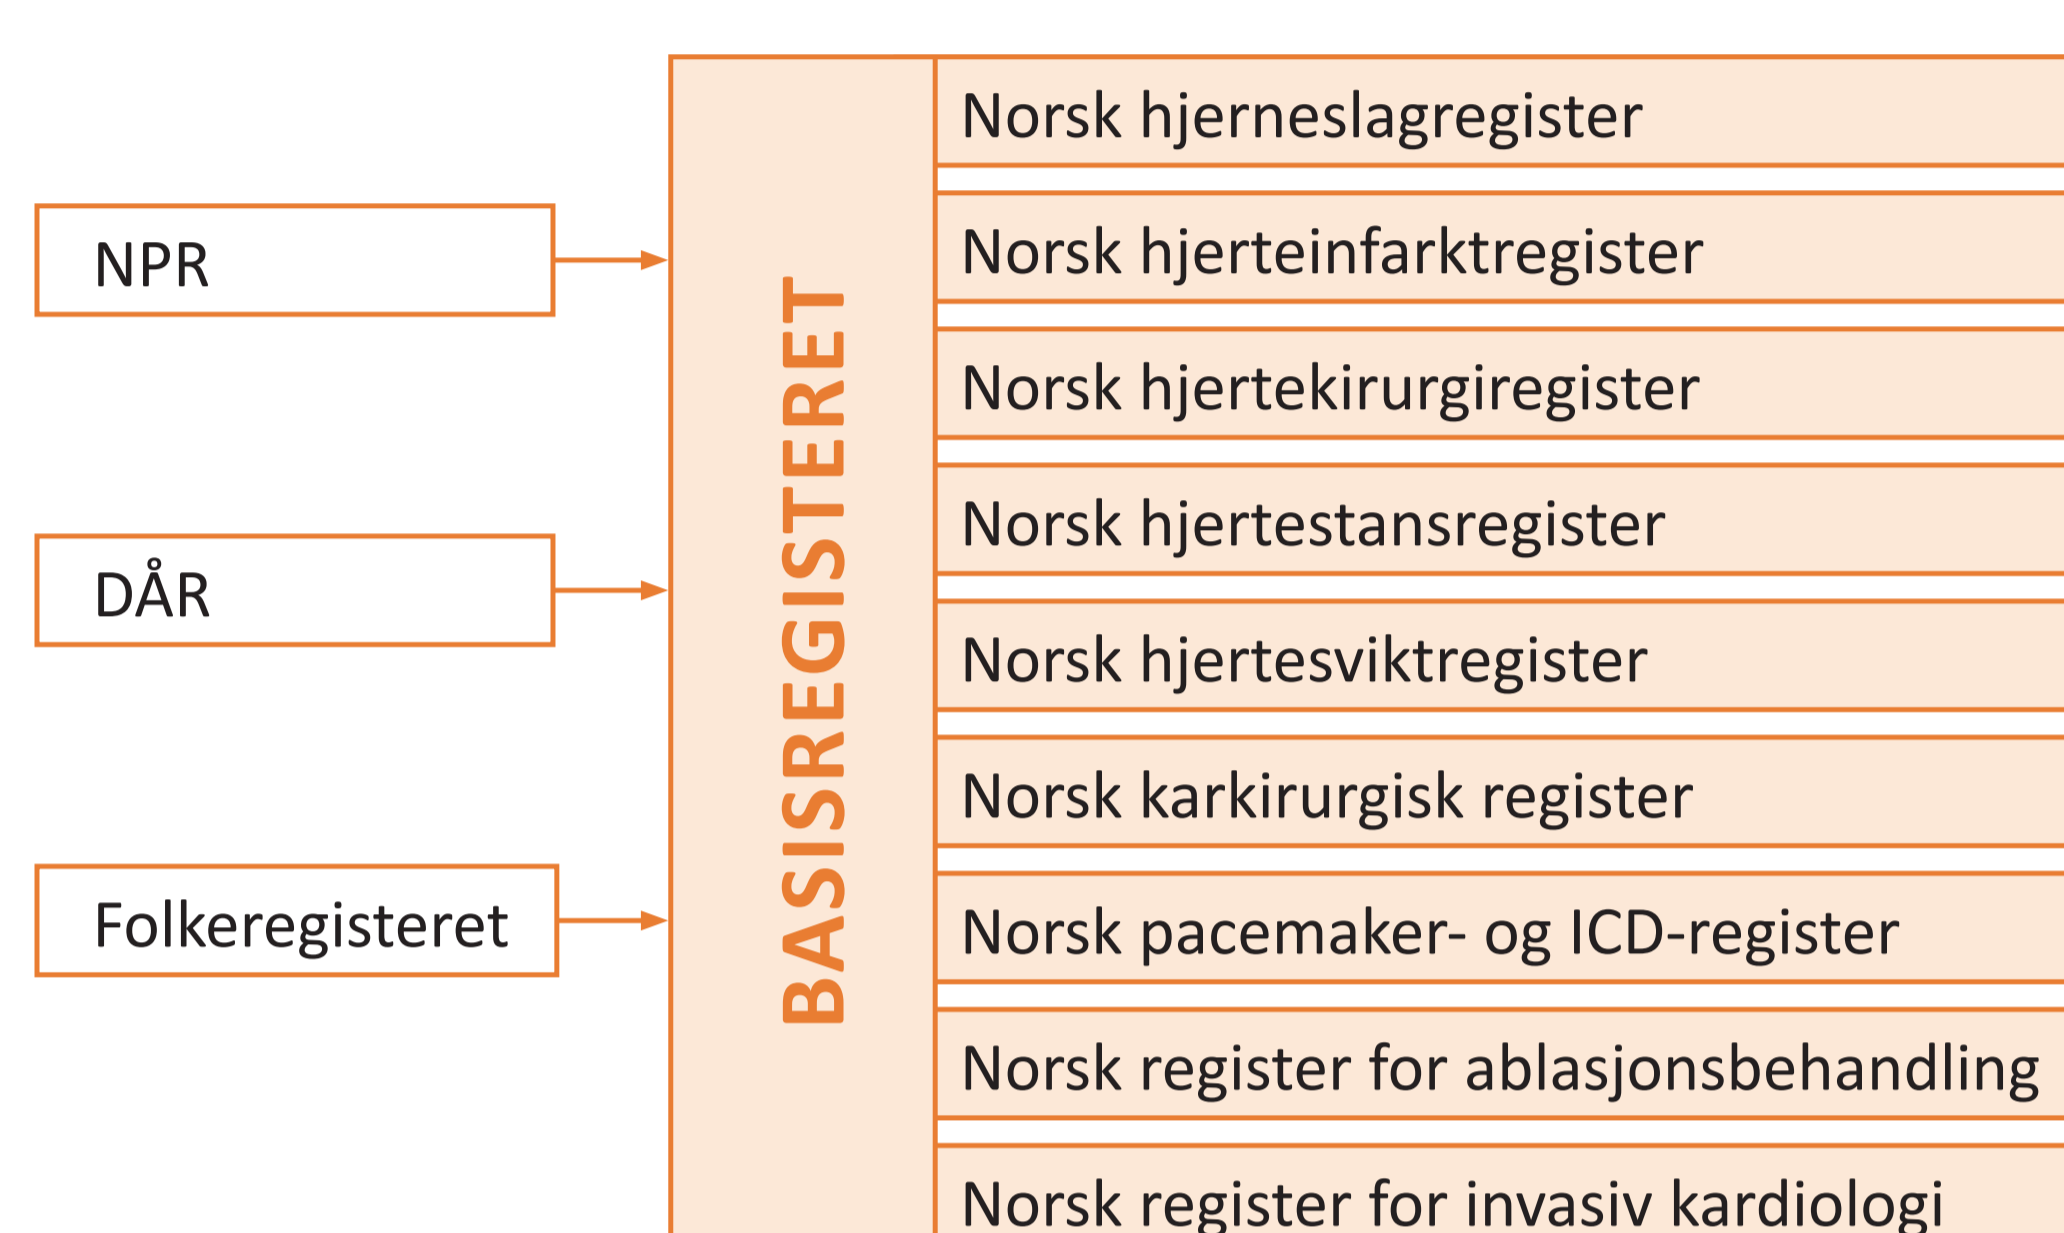 NPR
DÅR
Folkeregisteret
BASISREGISTERET
Norsk hjerneslagregister
Norsk hjerteinfarktregister
Norsk hjertekirurgiregister
Norsk hjertestansregister
Norsk hjertesviktregister
Norsk karkirurgisk register
Norsk pacemaker- og ICD-register
Norsk register for ablasjonsbehandling
Norsk register for invasiv kardiologi